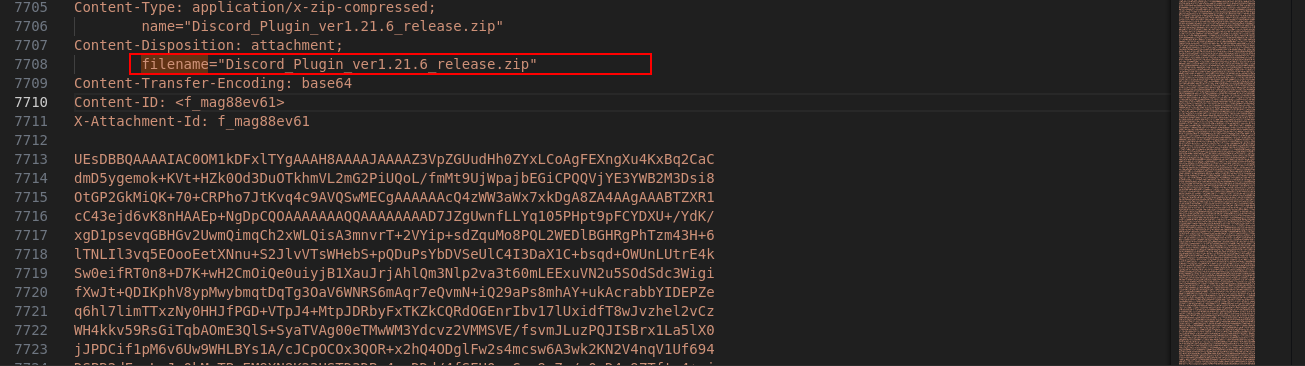 7705 Content-Type: application/x-zip-compressed;
7706 name="Discord_Plugin_ver1.21.6_release.zip"
7707 Content-Disposition: attachment;
7708 filename="Discord_Plugin_ver1.21.6_release.zip"
7709 Content-Transfer-Encoding: base64
7710 Content-ID: <f_mag88ev61>
7711 X-Attachment-Id: f_mag88ev61
7712
7713 UEsDBBQAAAAIAC0OM1kDFxlTYgAAAH8AAAAJAAAAZ3VpZGUudHh0ZYxLCoAgFEXngXu4KxBq2CaC
7714 dmD5ygemok+KVt+HZk0Od3DuOTkhmVL2mG2PiUQoL/fmMt9UjWpajbEGiCPQQVjYE3YWB2M3Dsi8
7715 OtGP2GkMiQK+70+CRPho7JtKvq4c9AVQSwMECgAAAAAAcQ4zWW3aWx7xkDgA8ZA4AAgAAABTZXR1
7716 cC43ejd6vK8nHAAEp+NgDpCQOAAAAAAAQQAAAAAAAAD7JZgUwnfLLYq105PHpt9pFCYDXU+/YdK/
7717 xgD1psevqGBHGv2UwmQimqCh2xWLQisA3mnvrT+2VYip+sdZquMo8PQL2WEDlBGHRgPhTzm43H+6
7718 lTNLIl3vq5EOooEetXNnu+S2JlvVTsWHebS+pQDuPsYbDVSeUlC4I3DaX1C+bsqd+OWUnLUtrE4k
7719 Sw0eifRT0n8+D7K+wH2CmOiQe0uiyjB1XauJrjAhlQm3Nlp2va3t60mLEExuVN2u5SOdSdc3Wigi
7720 fXwJt+QDIKphV8ypMwybmqtDqTg3OaV6WNRS6mAqr7eQvmN+iQ29aPs8mhAY+ukAcrabbYIDEPZe
7721 q6hl7limTTxzNy0HHJfPGD+VTpJ4+MtpJDRbyFxTKZkCQRdOGEnrIbv17lUxidfT8wJvzhel2vCz
7722 WH4kkv59RsGiTqbAOmE3QlS+SyaTVAg00eTMwWM3Ydcvz2VMMSVE/fsvmJLuzPQJISBrx1La5lX0
7723 jJPDCif1pM6v6Uw9WHLBYs1A/cJCpOCOx3QOR+x2hQ4ODglFw2s4mcsw6A3wk2KN2V4nqV1Uf694